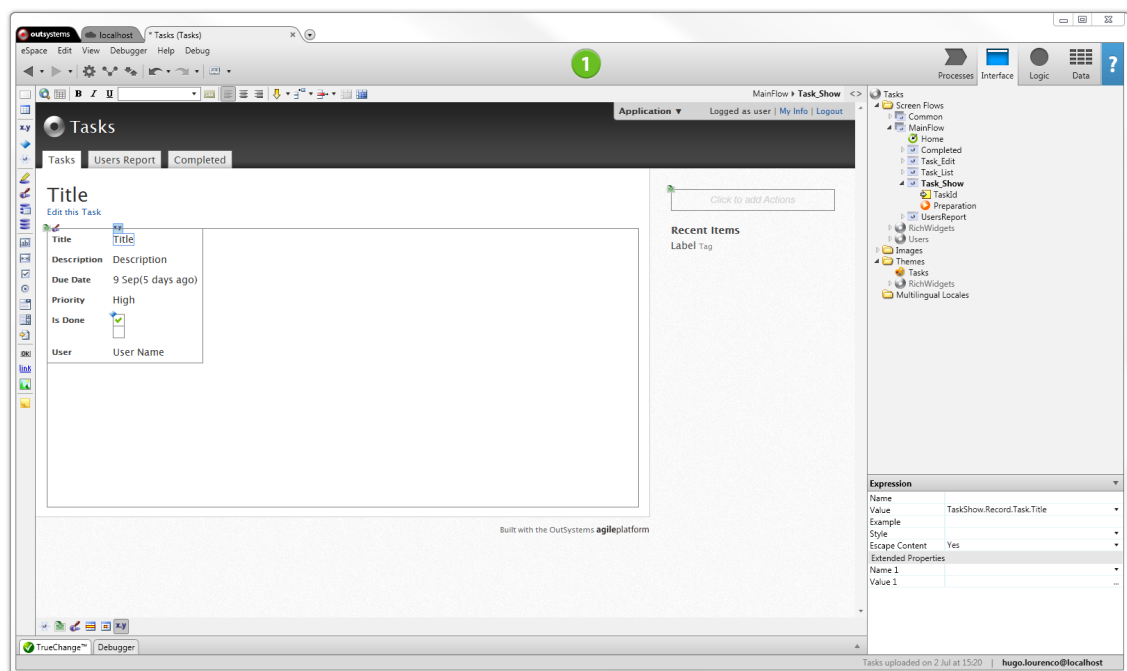 outsystems localhost * Tasks (Tasks) ×
eSpace Edit View Debugger Help Debug
1
Processes Interface Logic Data ?
B I U
MainFlow Task_Show <>
Application ▼ Logged as user | My Info | Logout
Tasks
Tasks Users Report Completed
Title
Edit this Task
x.y
Title Title
Description Description
Due Date 9 Sep(5 days ago)
Priority High
Is Done
User User Name
Click to add Actions
Recent Items
Label Tag
Built with the OutSystems agileplatform
x.y
ab
OK
link
x.y
TrueChange™ Debugger
Tasks
Screen Flows
Common
MainFlow
Home
Completed
Task_Edit
Task_List
Task_Show
TaskId
Preparation
UsersReport
RichWidgets
Users
Images
Themes
Tasks
RichWidgets
Multilingual Locales
Expression
Name
Value TaskShow.Record.Task.Title
Example
Style
Escape Content Yes
Extended Properties
Name 1
Value 1 ...
Tasks uploaded on 2 Jul at 15:20 | hugo.lourenco@localhost